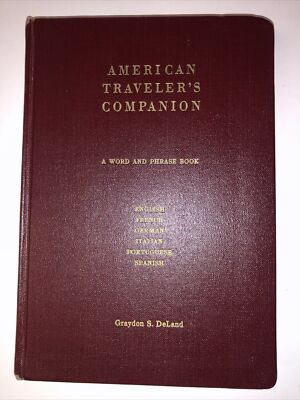 AMERICAN
TRAVELER'S
COMPANION
A WORD AND PHRASE BOOK
ENGLISH
FRENCH
GERMAN
ITALIAN
PORTUGUESE
SPANISH
Graydon S. DeLand